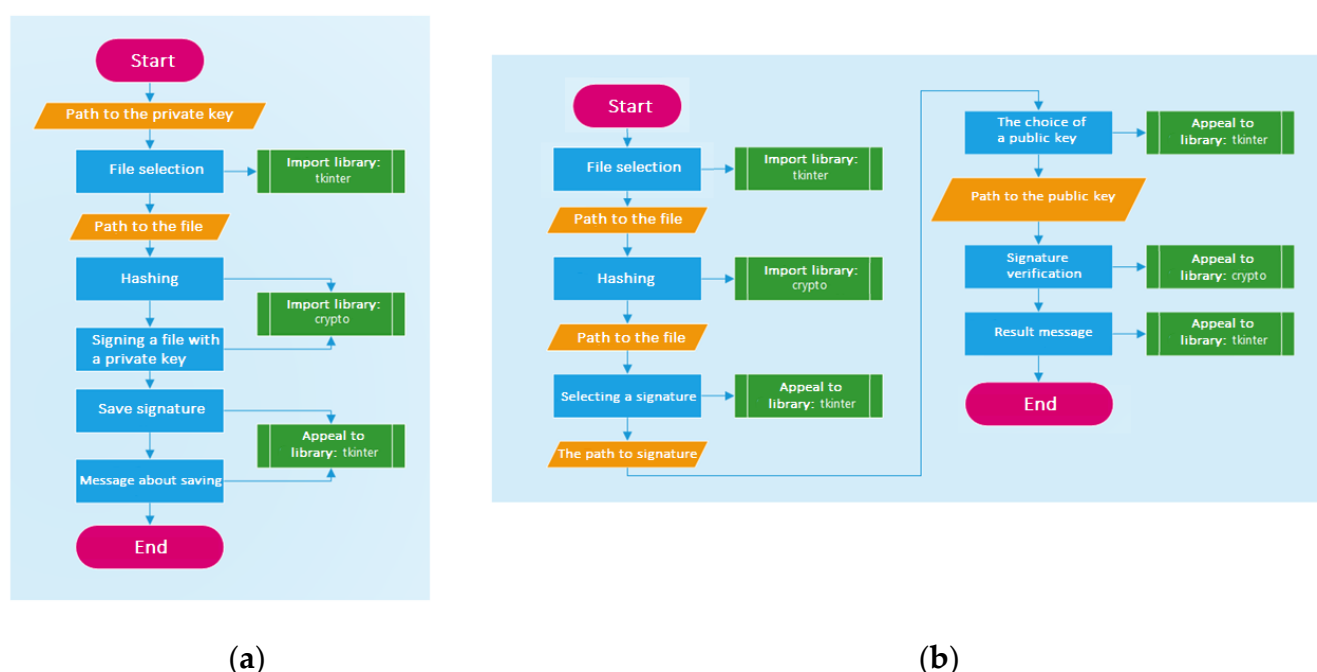 Start
Path to the private key
File selection
Import library:
tkinter
Path to the file
Hashing
Import library:
crypto
Signing a file with
a private key
Save signature
Appeal to
library: tkinter
Message about saving
End
(a)
Start
File selection
Import library:
tkinter
Path to the file
Hashing
Import library:
crypto
Path to the file
Selecting a signature
Appeal to
library: tkinter
The path to signature
The choice of
a public key
Appeal to
library: tkinter
Path to the public key
Signature
verification
Appeal to
library: crypto
Result message
Appeal to
library: tkinter
End
(b)